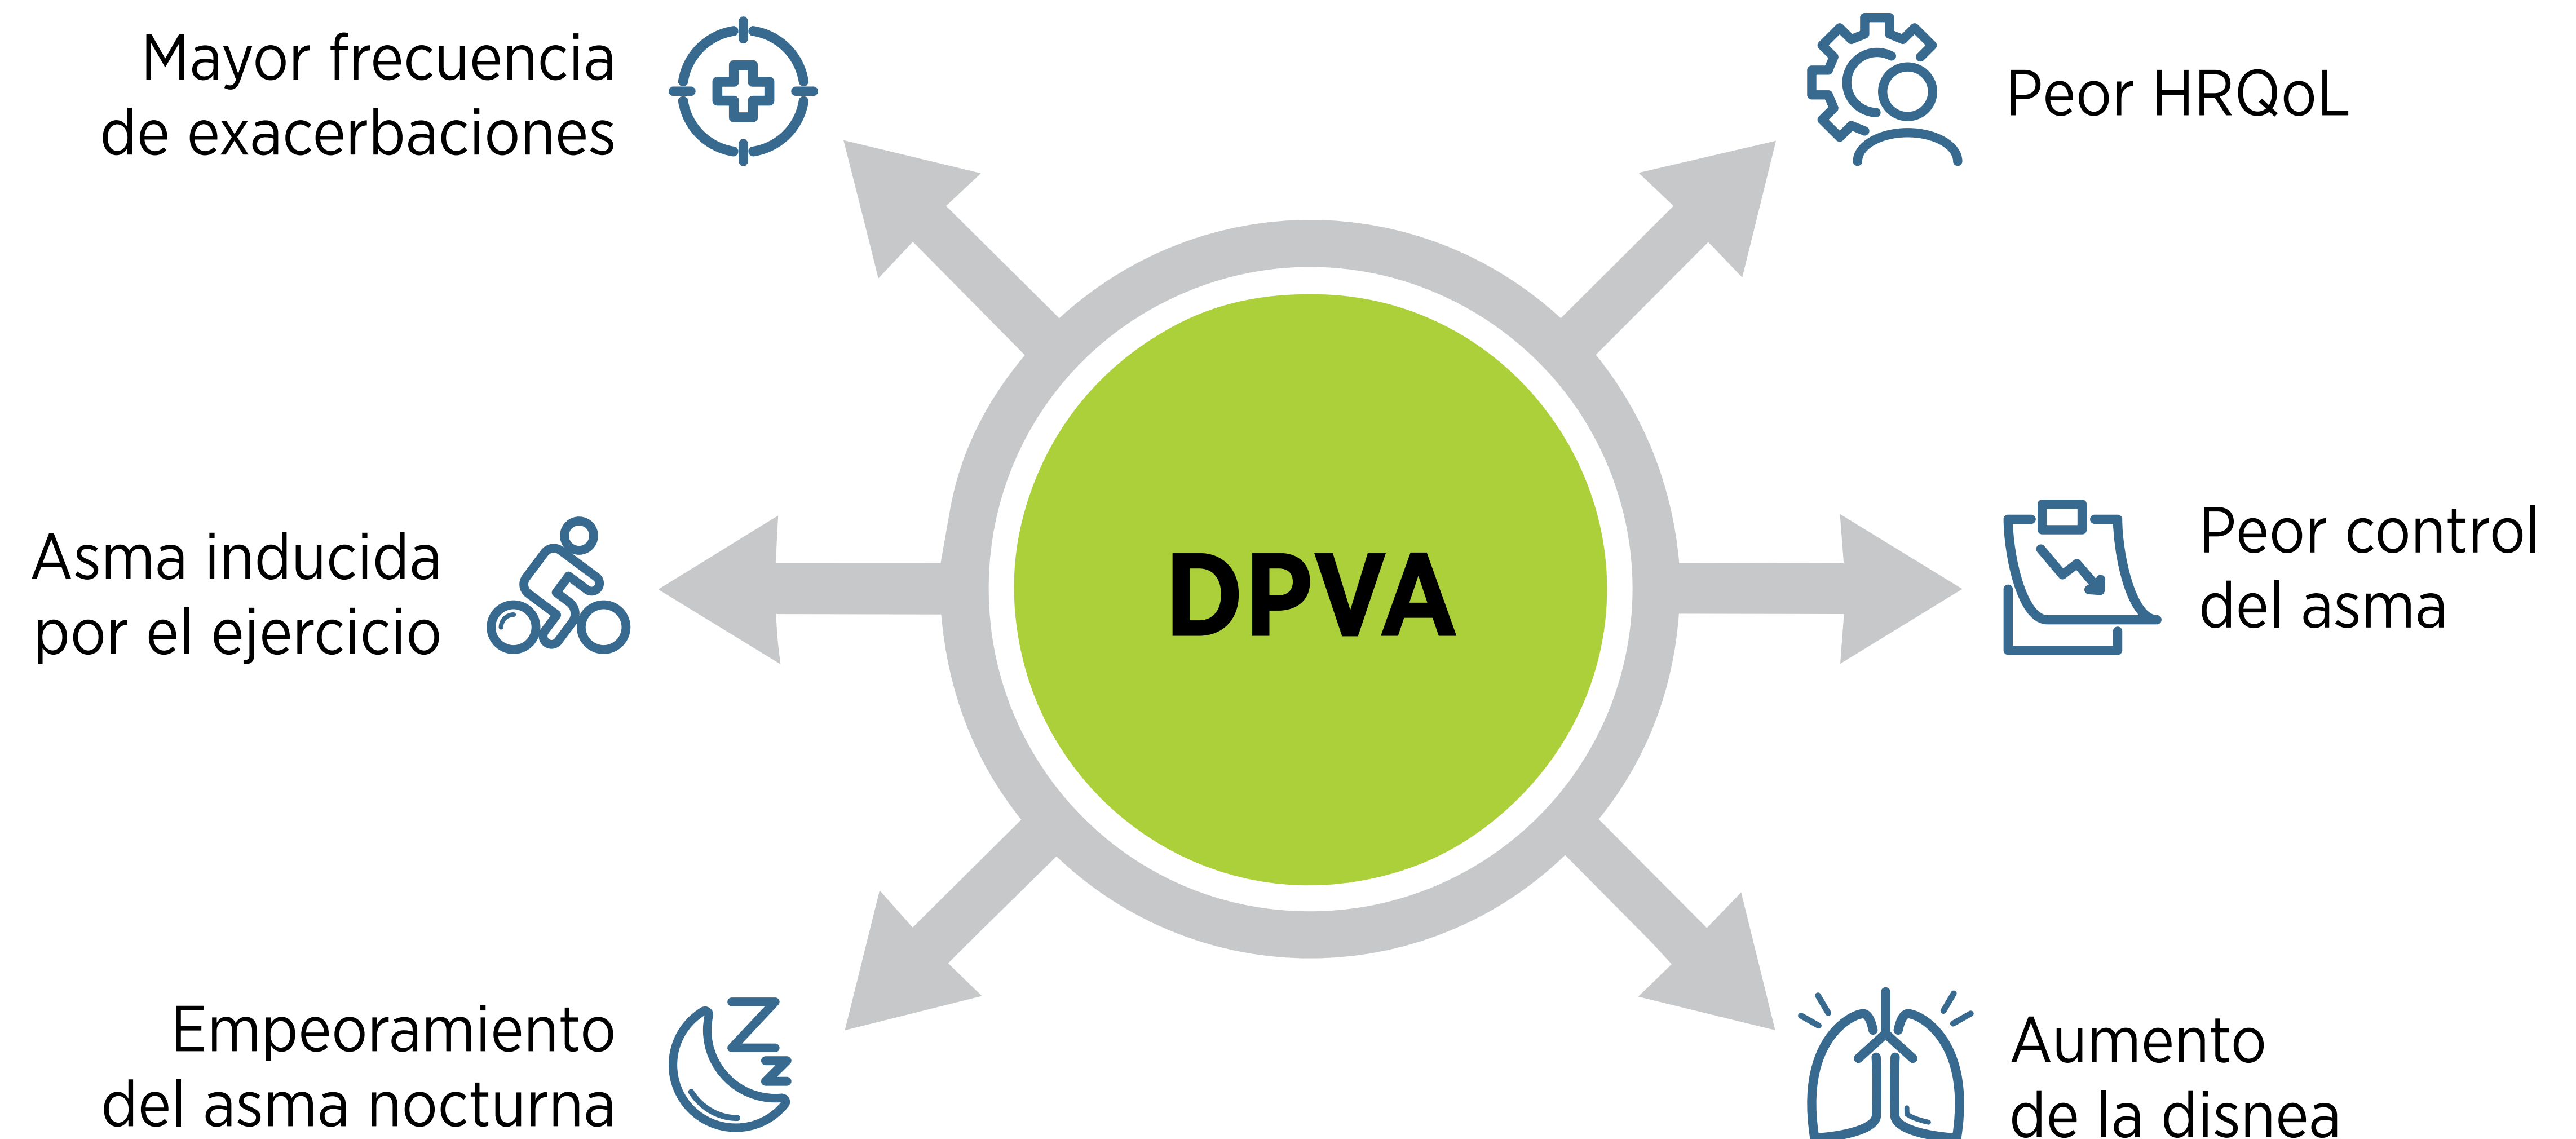 Mayor frecuencia
de exacerbaciones
Peor HRQoL
Asma inducida
por el ejercicio
DPVA
Peor control
del asma
Empeoramiento
del asma nocturna
Aumento
de la disnea